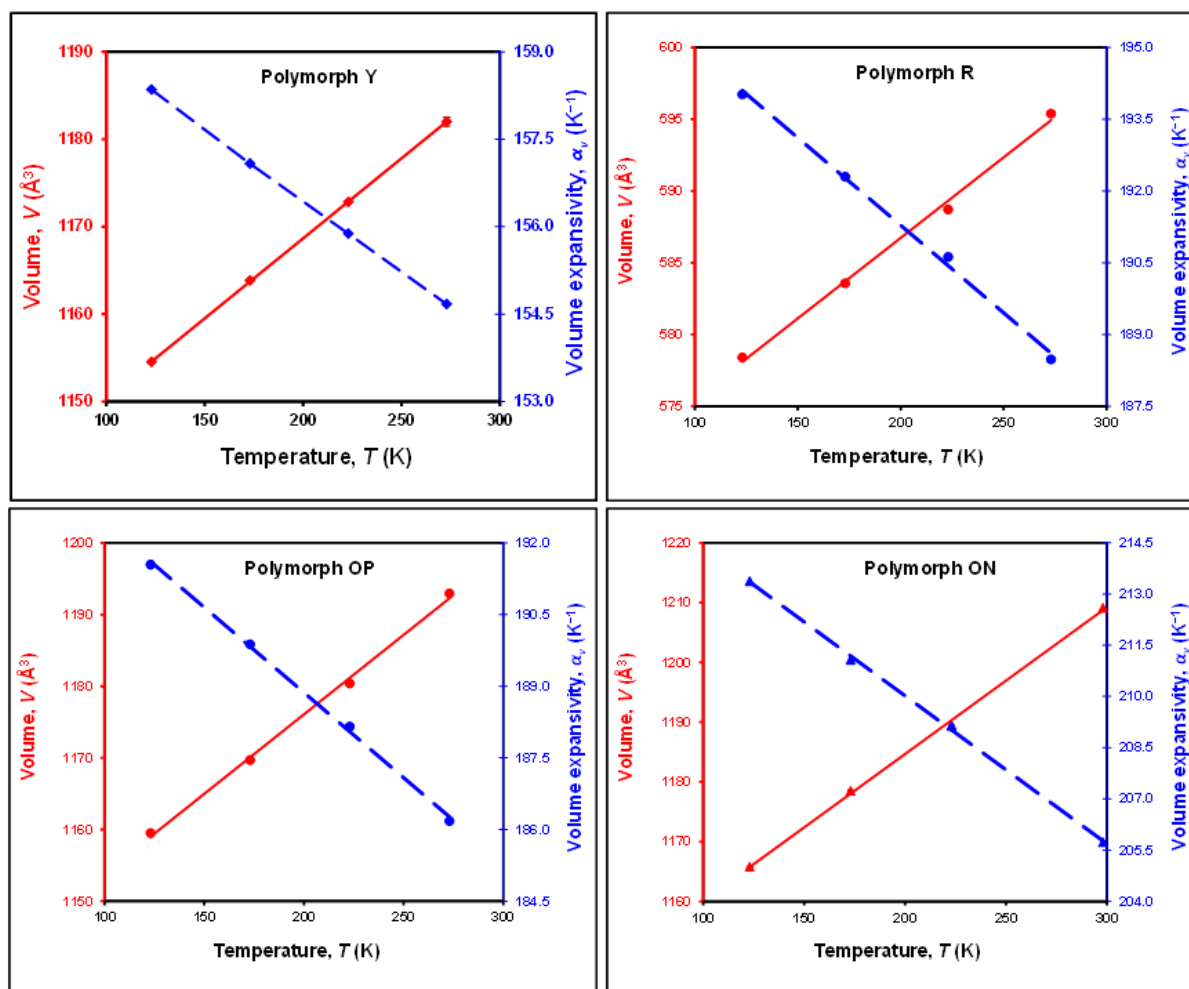 Polymorph Y
Volume, V (Å³)
1190
1180
1170
1160
1150
159.0
157.5
156.0
154.5
153.0
Volume expansivity, αᵥ (K⁻¹)
100 150 200 250 300
Temperature, T (K)
Polymorph R
Volume, V (Å³)
600
595
590
585
580
575
195.0
193.5
192.0
190.5
189.0
187.5
Volume expansivity, αᵥ (K⁻¹)
100 150 200 250 300
Temperature, T (K)
Polymorph OP
Volume, V (Å³)
1200
1190
1180
1170
1160
1150
192.0
190.5
189.0
187.5
186.0
184.5
Volume expansivity, αᵥ (K⁻¹)
100 150 200 250 300
Temperature, T (K)
Polymorph ON
Volume, V (Å³)
1220
1210
1200
1190
1180
1170
1160
214.5
213.0
211.5
210.0
208.5
207.0
205.5
204.0
Volume expansivity, αᵥ (K⁻¹)
100 150 200 250 300
Temperature, T (K)